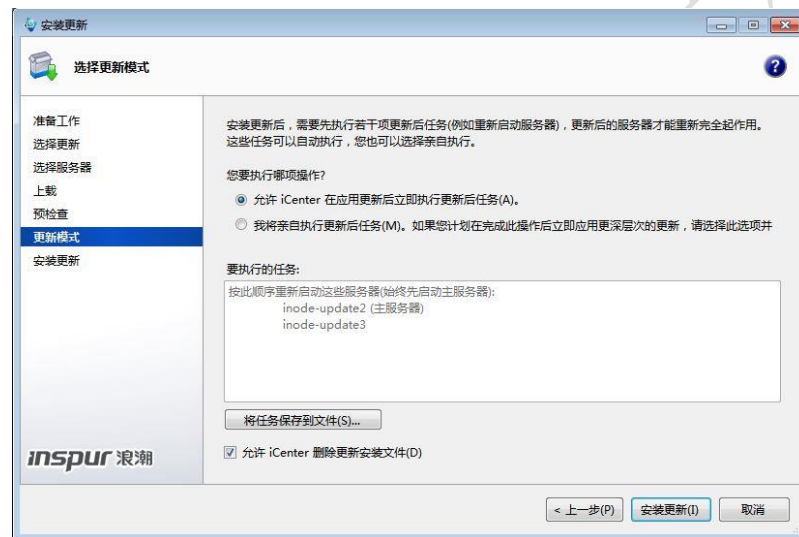 安装更新
选择更新模式
准备工作
选择更新
选择服务器
上载
预检查
更新模式
安装更新
安装更新后，需要先执行若干项更新后任务(例如重新启动服务器)，更新后的服务器才能重新完全起作用。
这些任务可以自动执行，您也可以选择亲自执行。
您要执行哪项操作?
允许 iCenter 在应用更新后立即执行更新后任务(A)。
我将亲自执行更新后任务(M)。如果您计划在完成此操作后立即应用更深层次的更新，请选择此选项并
要执行的任务:
按此顺序重新启动这些服务器(始终先启动主服务器):
inode-update2 (主服务器)
inode-update3
将任务保存到文件(S)...
允许 iCenter 删除更新安装文件(D)
inspur 浪潮
< 上一步(P) 安装更新(I) 取消